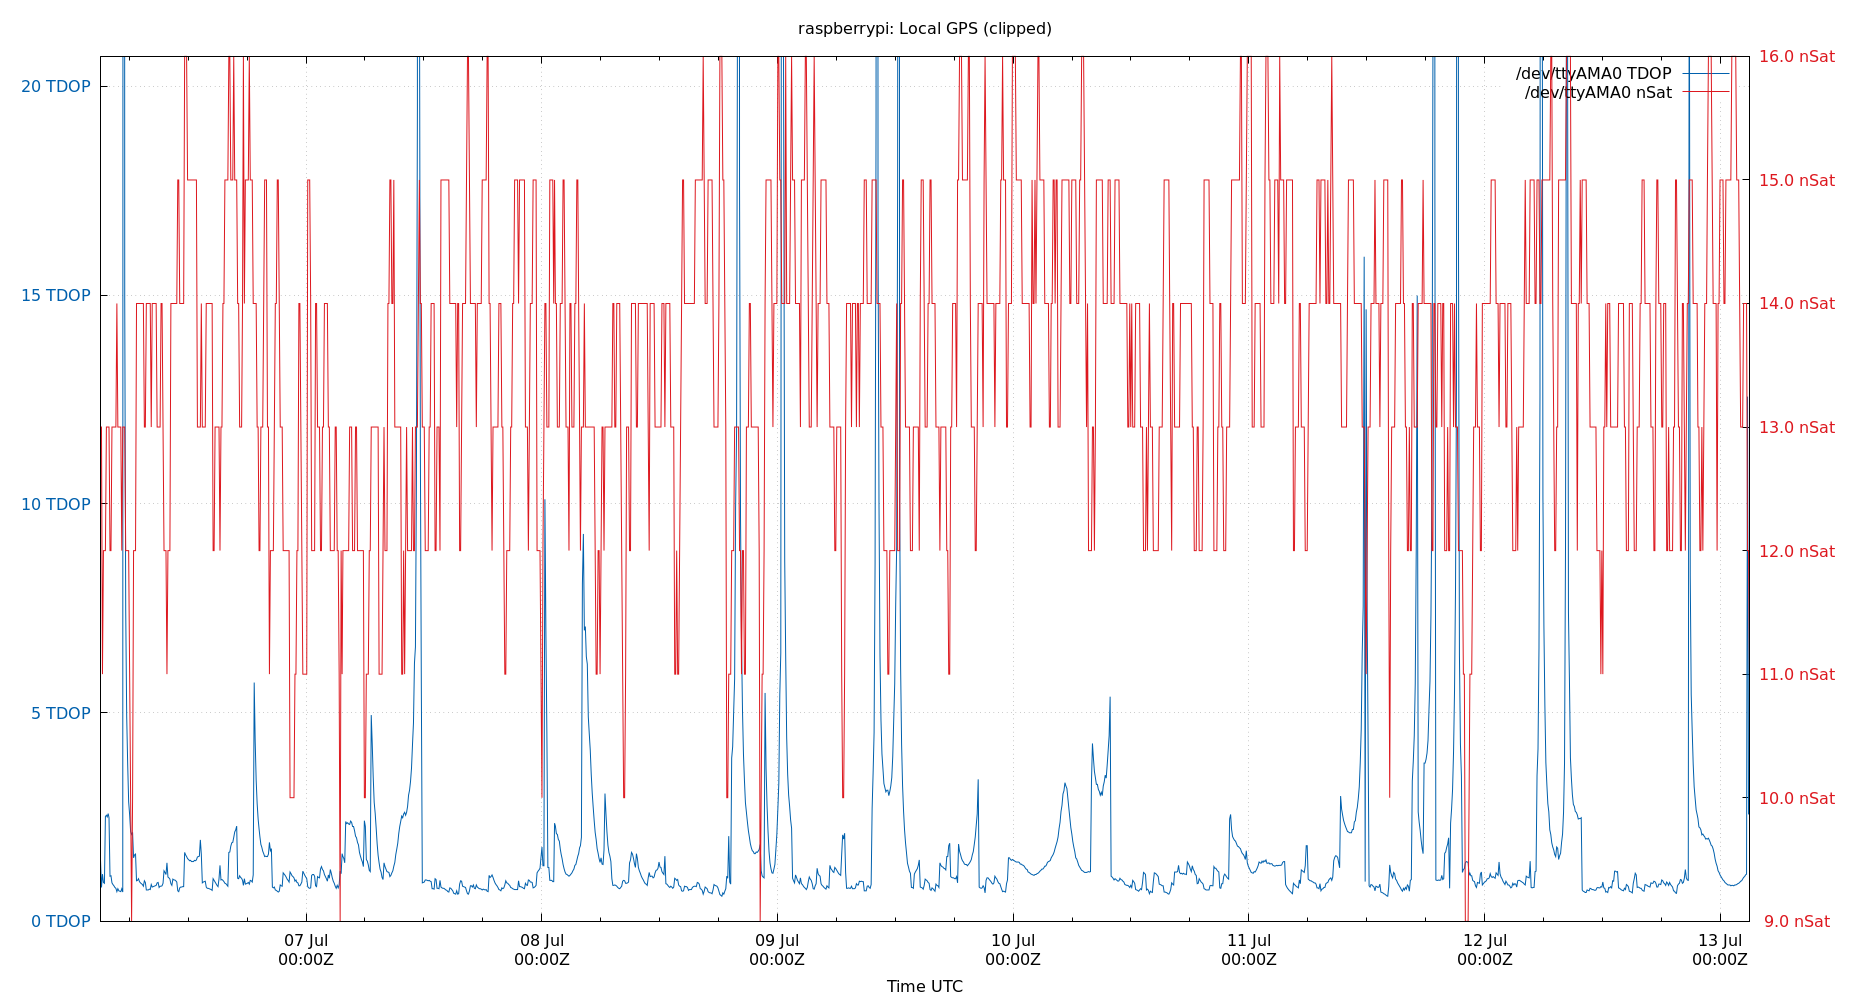 raspberrypi: Local GPS (clipped)
/dev/ttyAMA0 TDOP
/dev/ttyAMA0 nSat
20 TDOP
15 TDOP
10 TDOP
5 TDOP
0 TDOP
16.0 nSat
15.0 nSat
14.0 nSat
13.0 nSat
12.0 nSat
11.0 nSat
10.0 nSat
9.0 nSat
07 Jul
00:00Z
08 Jul
00:00Z
09 Jul
00:00Z
10 Jul
00:00Z
11 Jul
00:00Z
12 Jul
00:00Z
13 Jul
00:00Z
Time UTC